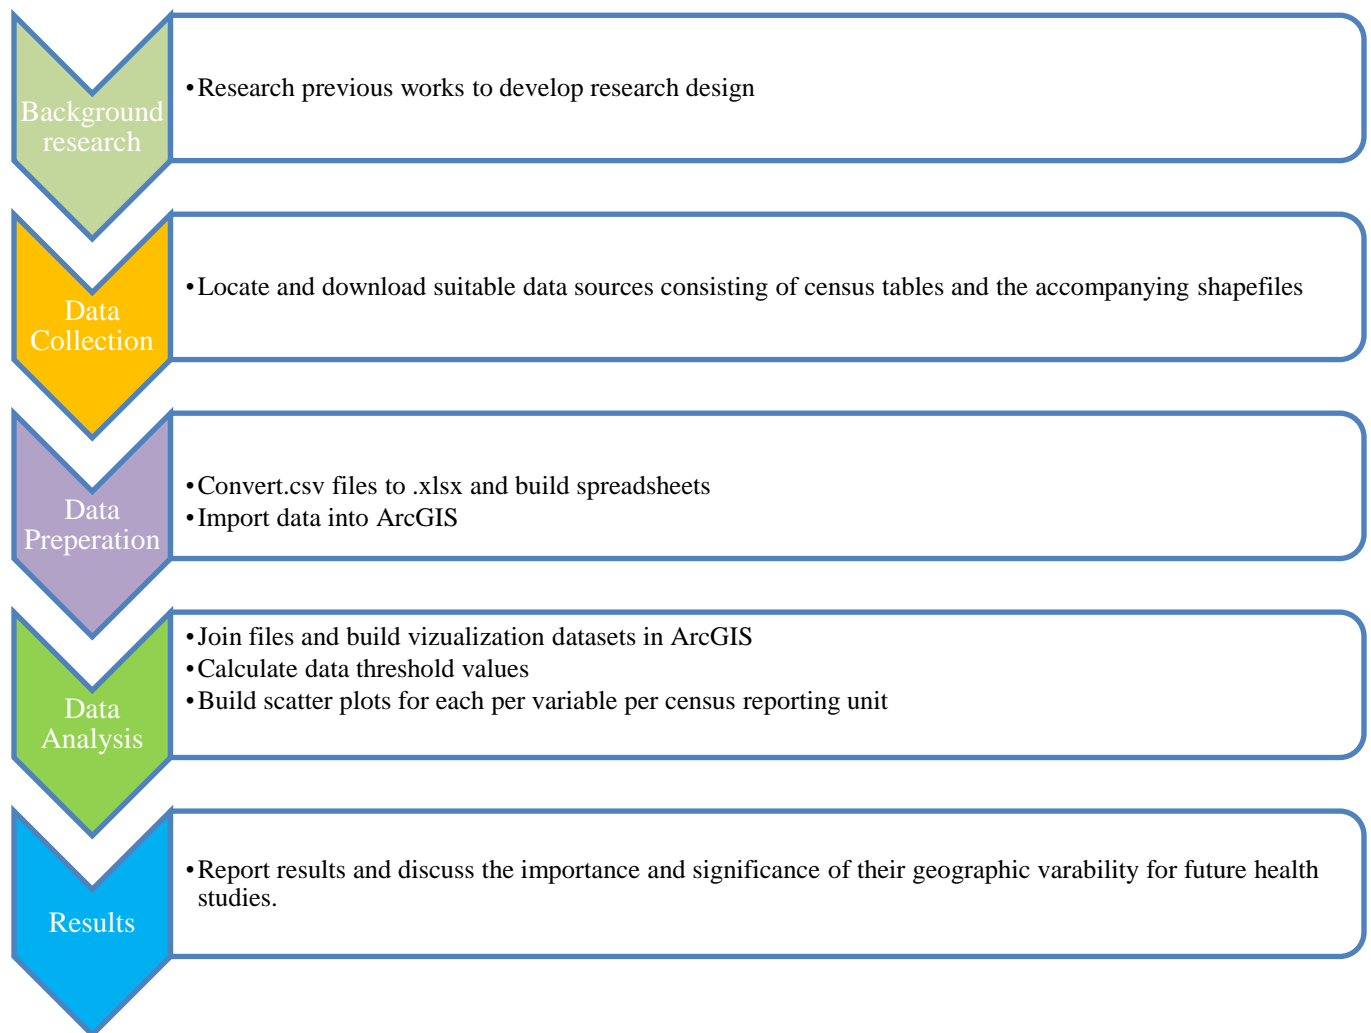 Background
research
•Research previous works to develop research design
Data
Collection
•Locate and download suitable data sources consisting of census tables and the accompanying shapefiles
Data
Preperation
•Convert.csv files to .xlsx and build spreadsheets
•Import data into ArcGIS
Data
Analysis
•Join files and build vizualization datasets in ArcGIS
•Calculate data threshold values
•Build scatter plots for each per variable per census reporting unit
Results
•Report results and discuss the importance and significance of their geographic varability for future health
studies.